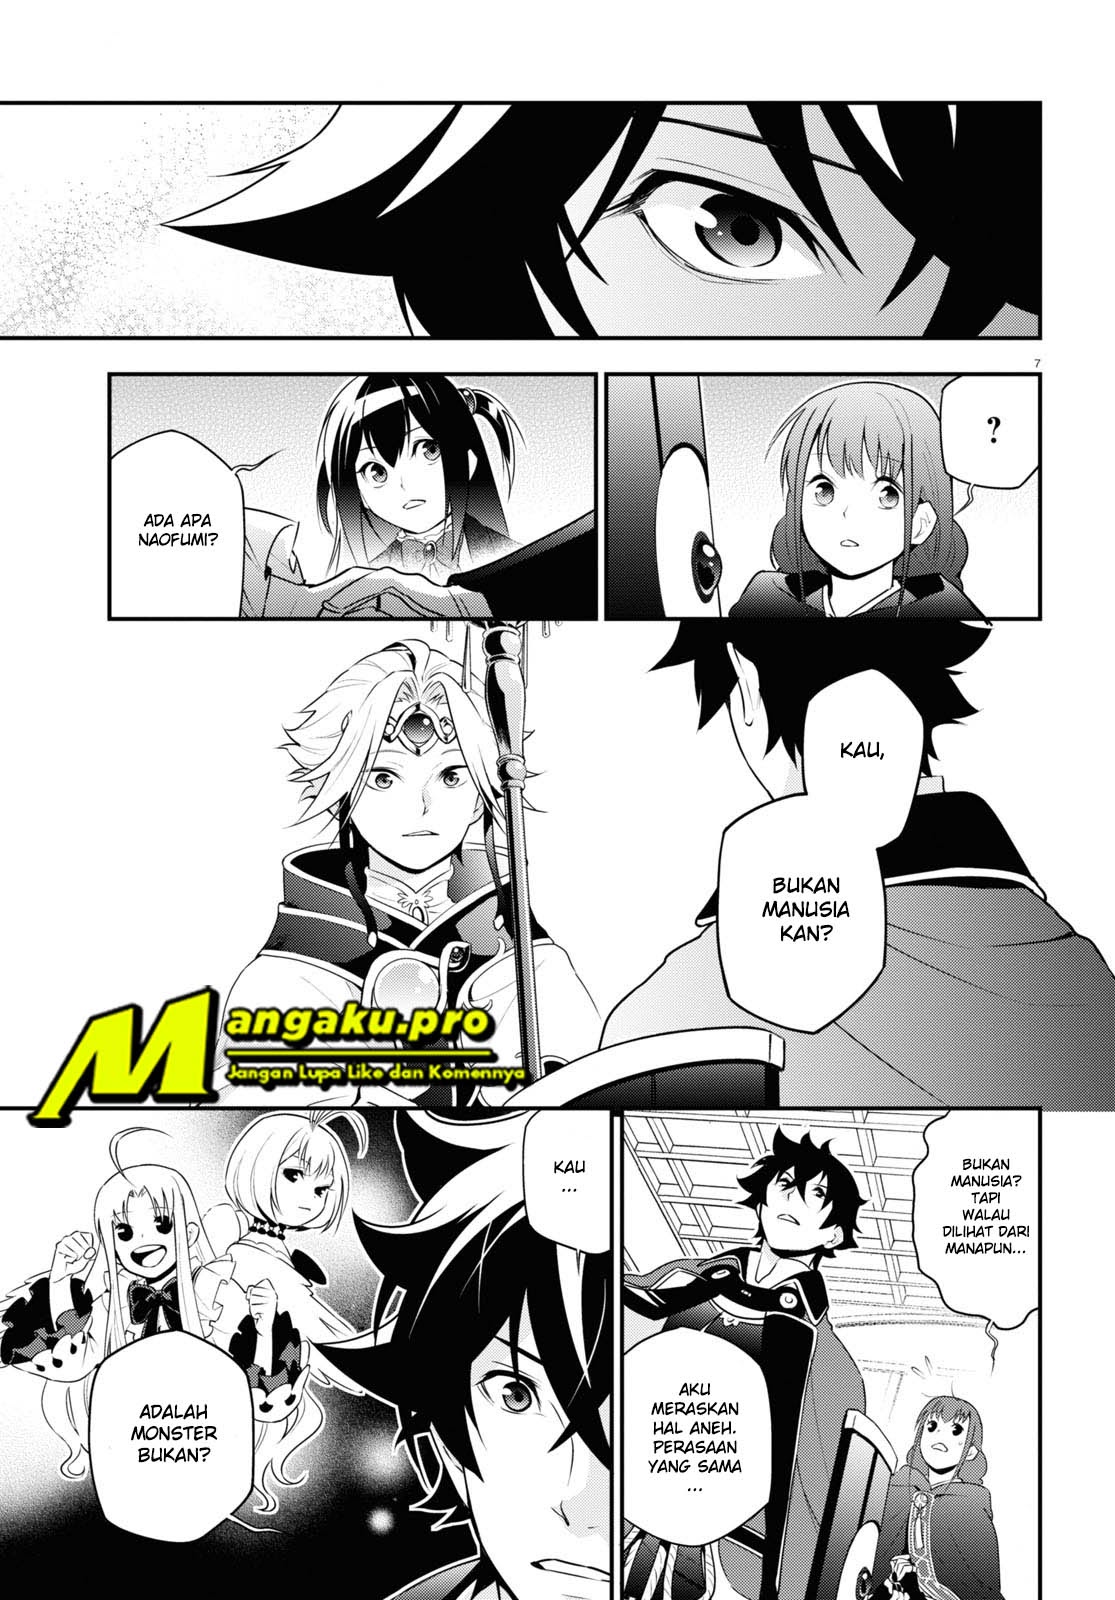 7
?
ADA APA
NAOFUMI?
KAU,
BUKAN
MANUSIA
KAN?
Mangaku.pro
Jangan Lupa Like dan Komennya
BUKAN
MANUSIA?
TAPI
WALAU
DILIHAT DARI
MANAPUN...
AKU
MERASKAN
HAL ANEH.
PERASAAN
YANG SAMA
...
KAU
...
ADALAH
MONSTER
BUKAN?